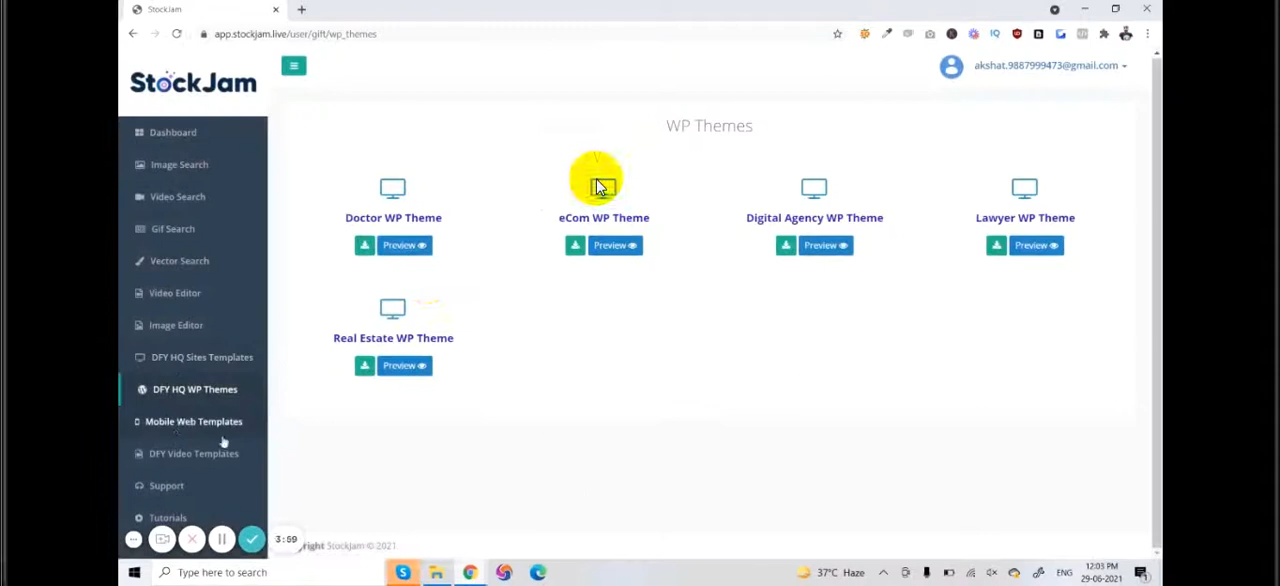 StockJam
app.stockjam.live/user/gift/wp_themes
IQ
StockJam
akshat.9887999473@gmail.com
Dashboard
Image Search
Video Search
Gif Search
Vector Search
Video Editor
Image Editor
DFY HQ Sites Templates
DFY HQ WP Themes
Mobile Web Templates
DFY Video Templates
Support
Tutorials
WP Themes
Doctor WP Theme
Preview
eCom WP Theme
Preview
Digital Agency WP Theme
Preview
Lawyer WP Theme
Preview
Real Estate WP Theme
Preview
3:59
right StockJam © 2021
Type here to search
37°C Haze
ENG
12:03 PM
29-06-2021